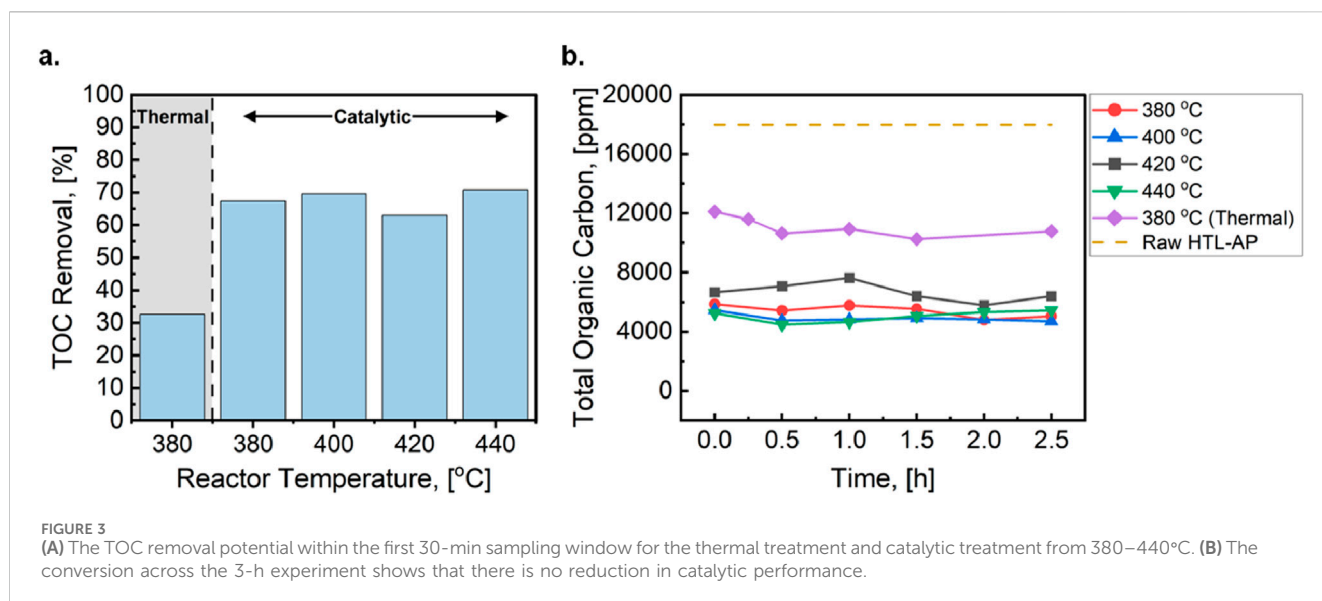 a.
100
90
80
70
60
50
40
30
20
10
0
TOC Removal, [%]
Thermal
Catalytic
380 380 400 420 440
Reactor Temperature, [°C]
b.
20000
16000
12000
8000
4000
0
Total Organic Carbon, [ppm]
0.0 0.5 1.0 1.5 2.0 2.5
Time, [h]
380 °C
400 °C
420 °C
440 °C
380 °C (Thermal)
Raw HTL-AP
FIGURE 3
(A) The TOC removal potential within the first 30-min sampling window for the thermal treatment and catalytic treatment from 380–440°C. (B) The
conversion across the 3-h experiment shows that there is no reduction in catalytic performance.